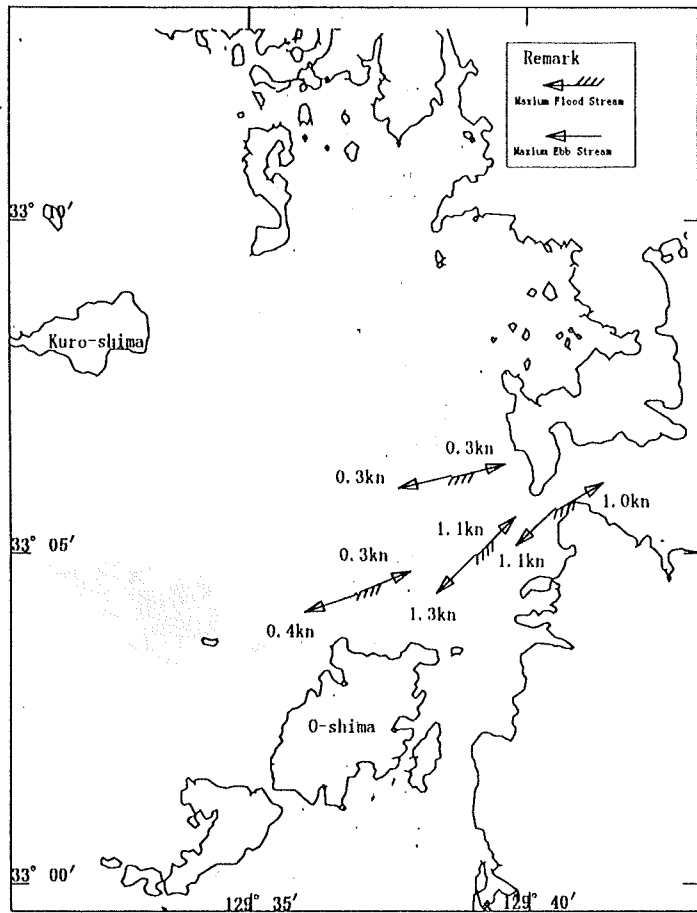 Remark
Maxium Flood Stream
Maxium Ebb Stream
33° 10′
Kuro-shima
0.3kn
0.3kn
1.0kn
1.1kn
33° 05′
0.3kn
1.1kn
1.3kn
0.4kn
O-shima
33° 00′
129° 35′
129° 40′